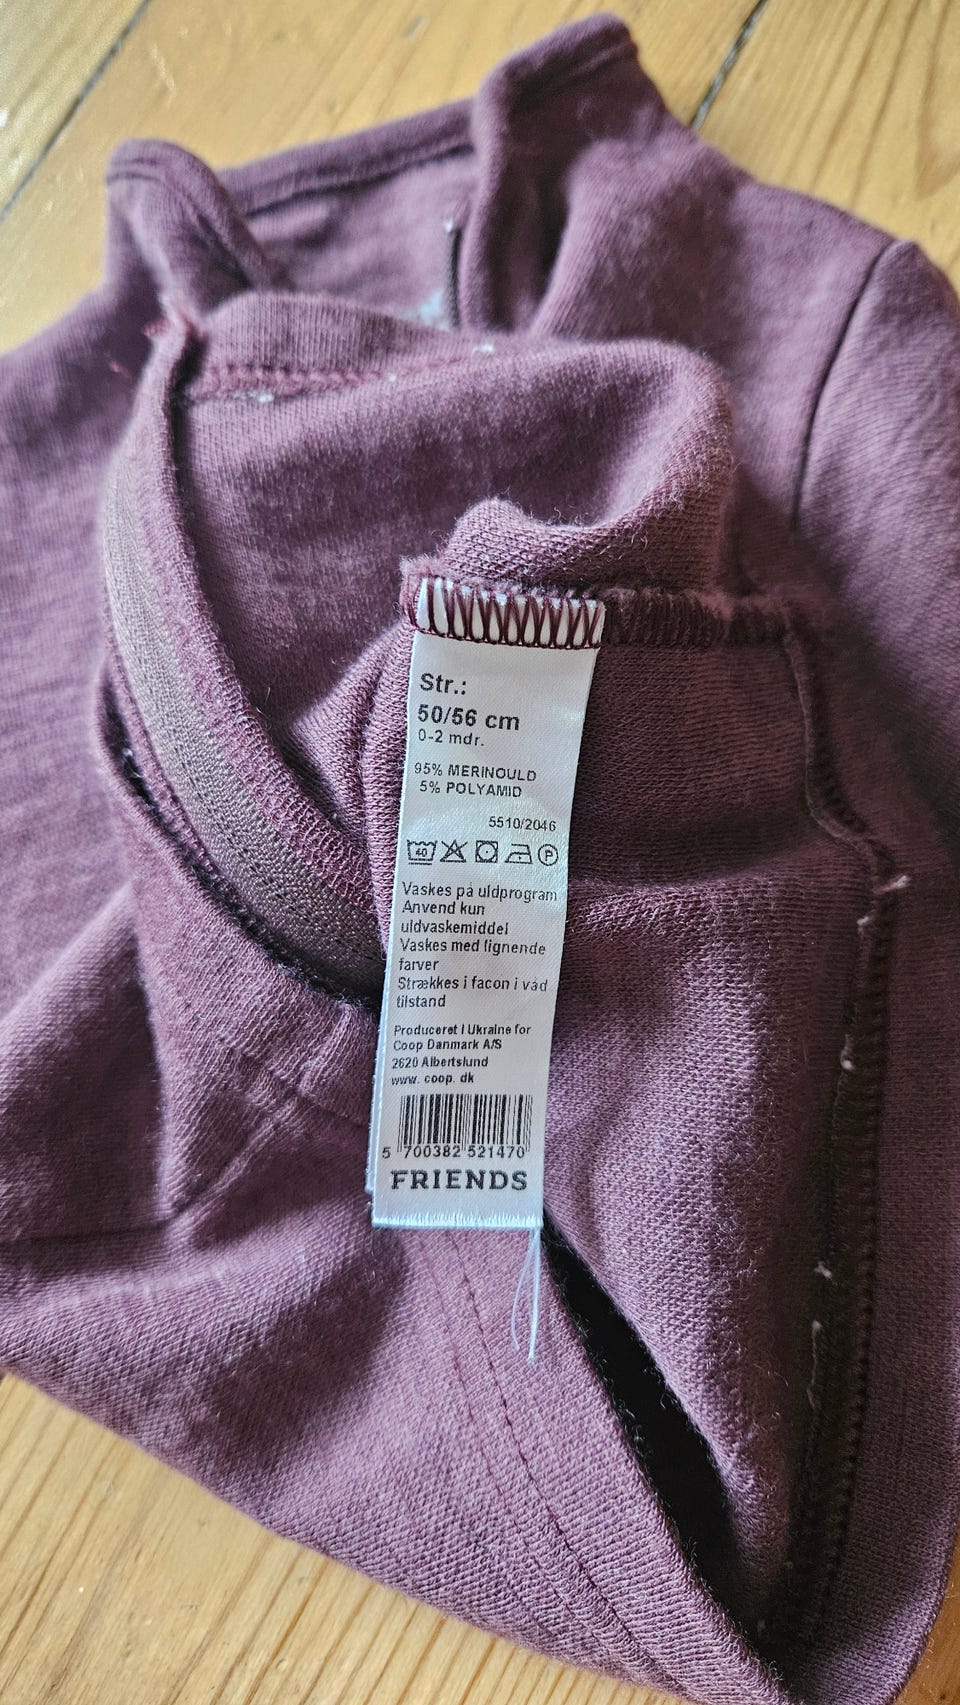 Str.:
50/56 cm
0-2 mdr.
95% MERINOULD
5% POLYAMID
5510/2046
40 P
Vaskes på uldprogram
Anvend kun
uldvaskemiddel
Vaskes med lignende
farver
Strækkes i facon i våd
tilstand
Produceret I Ukraine for
Coop Danmark A/S
2620 Albertslund
www. coop. dk
5 700382 521470
FRIENDS